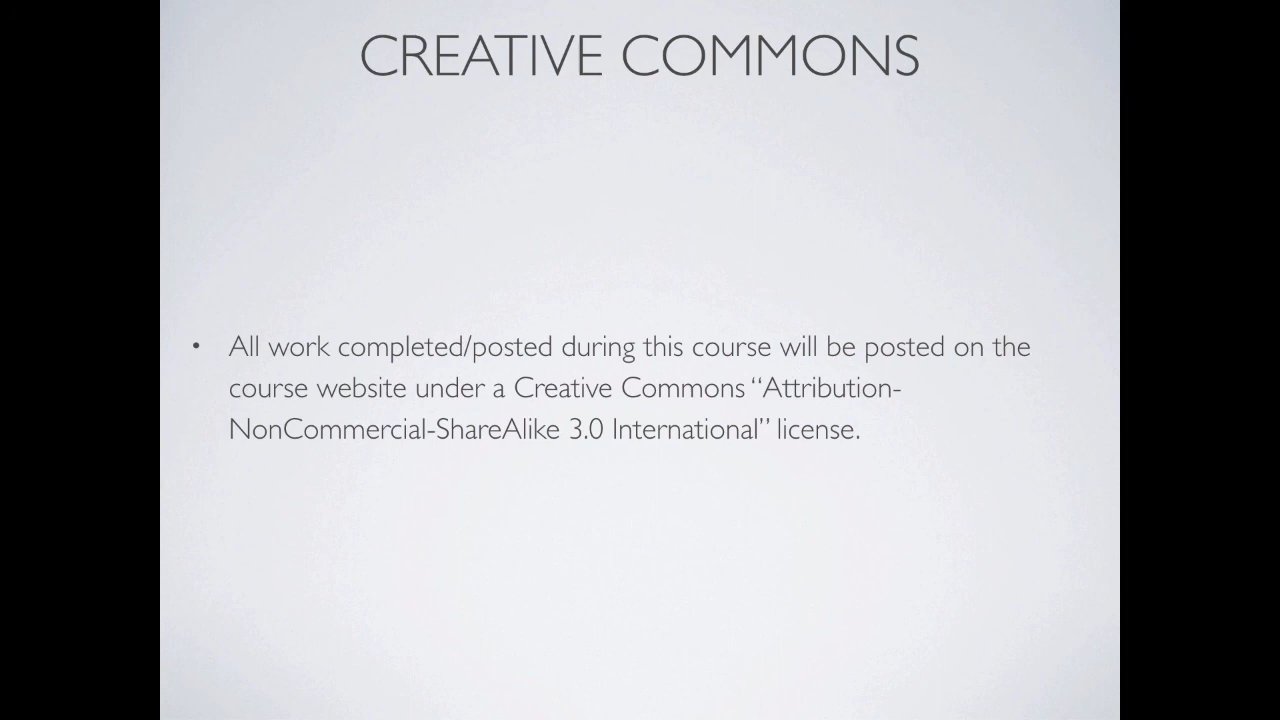 CREATIVE COMMONS
• All work completed/posted during this course will be posted on the
course website under a Creative Commons “Attribution-
NonCommercial-ShareAlike 3.0 International” license.